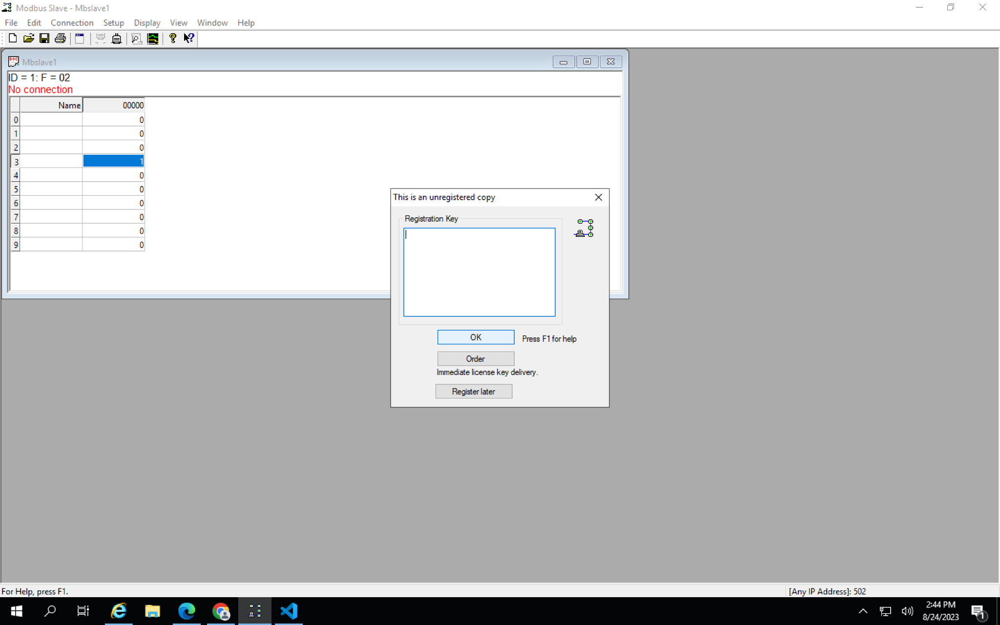 Modbus Slave - Mbslave1
File Edit Connection Setup Display View Window Help
Mbslave1
ID = 1: F = 02
No connection
Name 00000
0 0
1 0
2 0
3 1
4 0
5 0
6 0
7 0
8 0
9 0
This is an unregistered copy
Registration Key
OK Press F1 for help
Order
Immediate license key delivery.
Register later
For Help, press F1. [Any IP Address]: 502
2:44 PM
8/24/2023
1